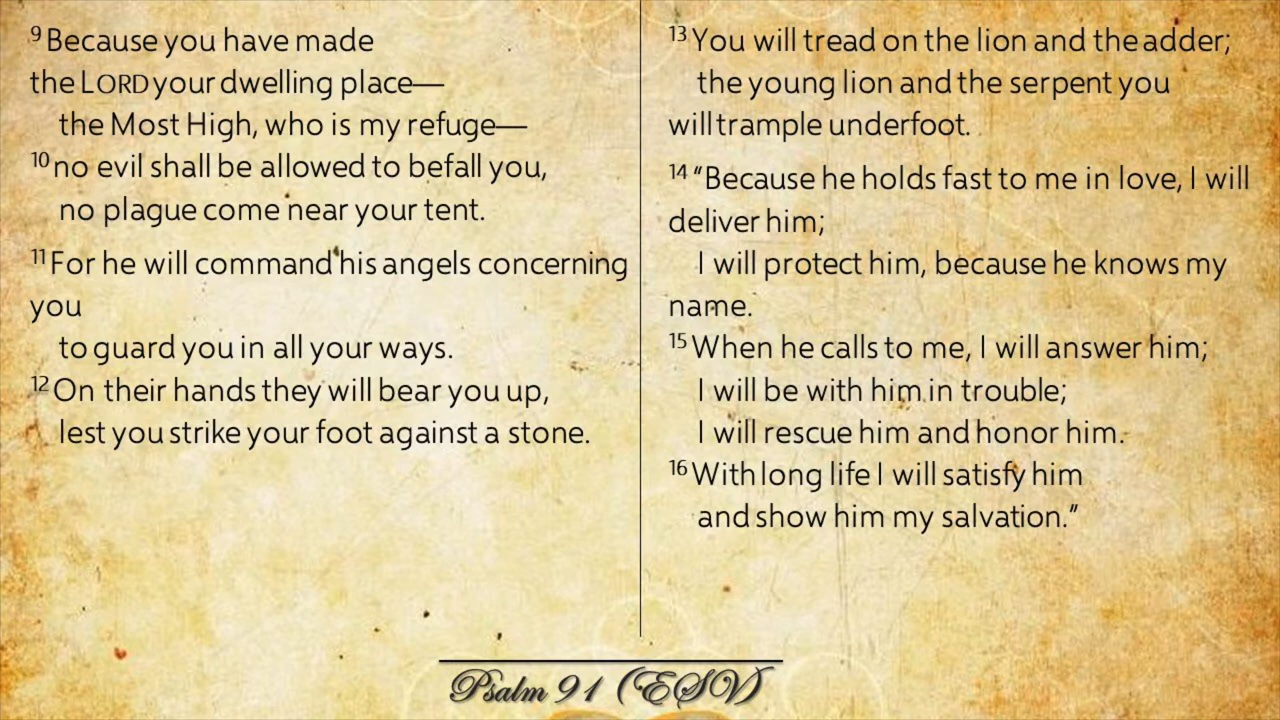 9 Because you have made
the LORD your dwelling place—
the Most High, who is my refuge—
10 no evil shall be allowed to befall you,
no plague come near your tent.
11 For he will command his angels concerning
you
to guard you in all your ways.
12 On their hands they will bear you up,
lest you strike your foot against a stone.
13 You will tread on the lion and the adder;
the young lion and the serpent you
will trample underfoot.
14 “Because he holds fast to me in love, I will
deliver him;
I will protect him, because he knows my
name.
15 When he calls to me, I will answer him;
I will be with him in trouble;
I will rescue him and honor him.
16 With long life I will satisfy him
and show him my salvation.”
Psalm 91 (ESV)